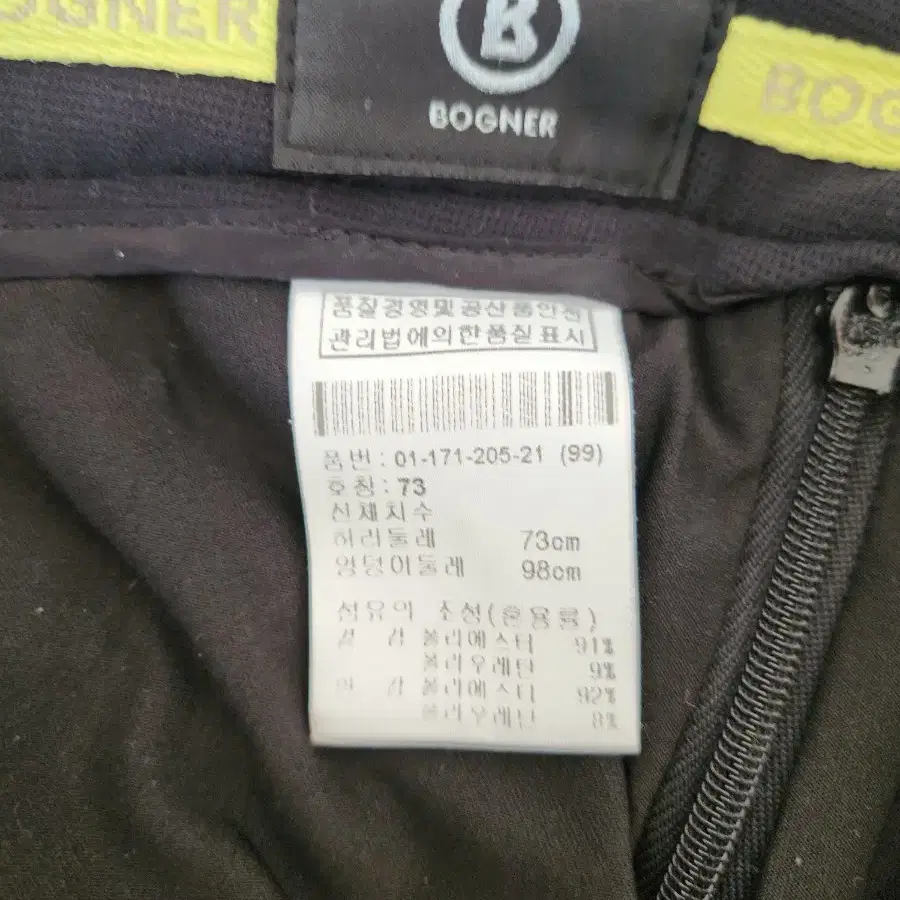 BOGNER
B
BOGNER
BOG
품질경영및공산품안전
관리법에의한품질표시
품번 : 01-171-205-21 (99)
호칭 : 73
신체치수
허리둘레 73cm
엉덩이둘레 98cm
섬유의 조성(혼용률)
겉 감 폴리에스터 91%
폴리우레탄 9%
안 감 폴리에스터 92%
폴리우레탄 8%